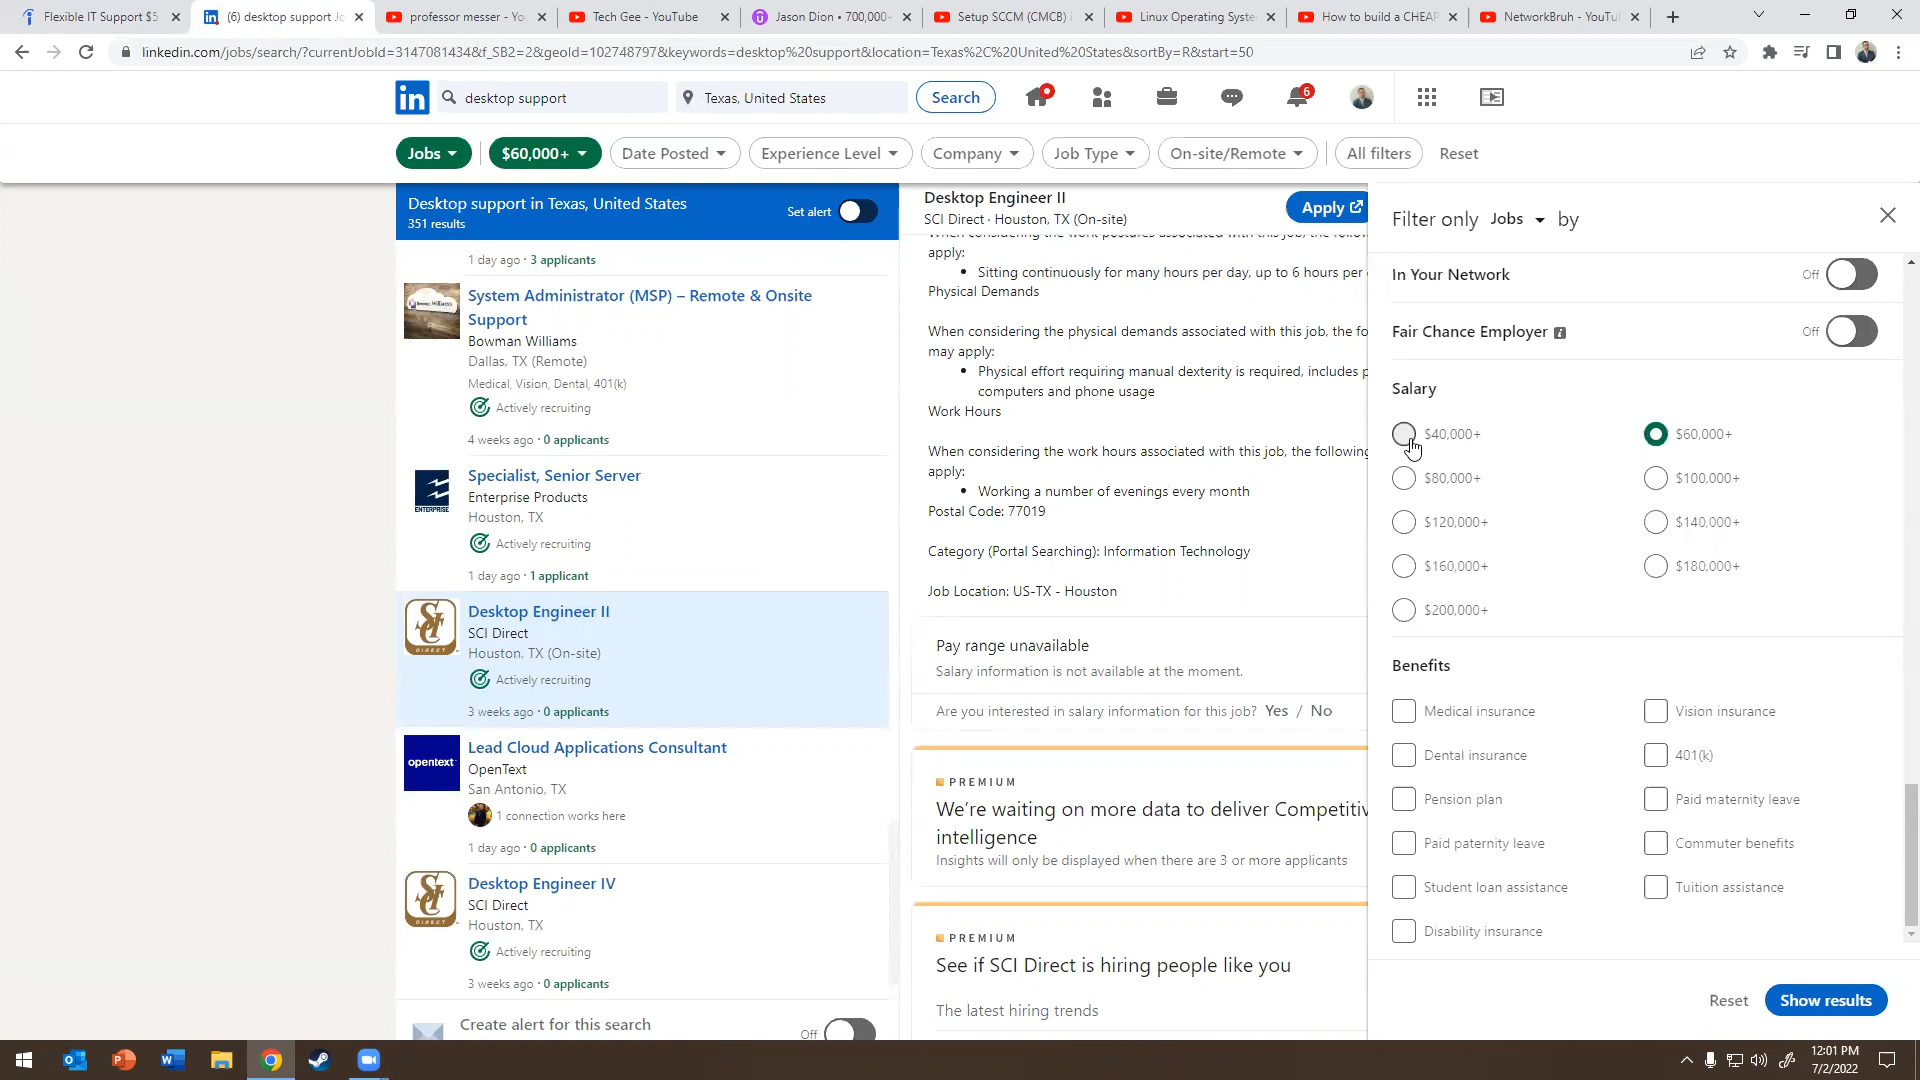 Flexible IT Support $5
(6) desktop support Jo
professor messer - You
Tech Gee - YouTube
Jason Dion • 700,000+
Setup SCCM (CMCB) i
Linux Operating Syste
How to build a CHEAP
NetworkBruh - YouTu
linkedin.com/jobs/search/?currentJobId=3147081434&f_SB2=2&geoId=102748797&keywords=desktop%20support&location=Texas%2C%20United%20States&sortBy=R&start=50
in
desktop support
Texas, United States
Search
6
Jobs
$60,000+
Date Posted
Experience Level
Company
Job Type
On-site/Remote
All filters
Reset
Desktop support in Texas, United States
351 results
Set alert
1 day ago · 3 applicants
System Administrator (MSP) – Remote & Onsite
Support
Bowman Williams
Dallas, TX (Remote)
Medical, Vision, Dental, 401(k)
Actively recruiting
4 weeks ago · 0 applicants
ENTERPRISE
Specialist, Senior Server
Enterprise Products
Houston, TX
Actively recruiting
1 day ago · 1 applicant
DIRECT
Desktop Engineer II
SCI Direct
Houston, TX (On-site)
Actively recruiting
3 weeks ago · 0 applicants
opentext
Lead Cloud Applications Consultant
OpenText
San Antonio, TX
1 connection works here
1 day ago · 0 applicants
DIRECT
Desktop Engineer IV
SCI Direct
Houston, TX
Actively recruiting
3 weeks ago · 0 applicants
Create alert for this search
Off
Desktop Engineer II
SCI Direct · Houston, TX (On-site)
Apply
When considering the work postures associated with this job, the follow
apply:
• Sitting continuously for many hours per day, up to 6 hours per
Physical Demands
When considering the physical demands associated with this job, the fo
may apply:
• Physical effort requiring manual dexterity is required, includes p
computers and phone usage
Work Hours
When considering the work hours associated with this job, the following
apply:
• Working a number of evenings every month
Postal Code: 77019
Category (Portal Searching): Information Technology
Job Location: US-TX - Houston
Pay range unavailable
Salary information is not available at the moment.
Are you interested in salary information for this job? Yes / No
PREMIUM
We're waiting on more data to deliver Competitiv
intelligence
Insights will only be displayed when there are 3 or more applicants
PREMIUM
See if SCI Direct is hiring people like you
The latest hiring trends
Filter only Jobs by
In Your Network
Off
Fair Chance Employer
Off
Salary
$40,000+
$60,000+
$80,000+
$100,000+
$120,000+
$140,000+
$160,000+
$180,000+
$200,000+
Benefits
Medical insurance
Vision insurance
Dental insurance
401(k)
Pension plan
Paid maternity leave
Paid paternity leave
Commuter benefits
Student loan assistance
Tuition assistance
Disability insurance
Reset
Show results
12:01 PM
7/2/2022